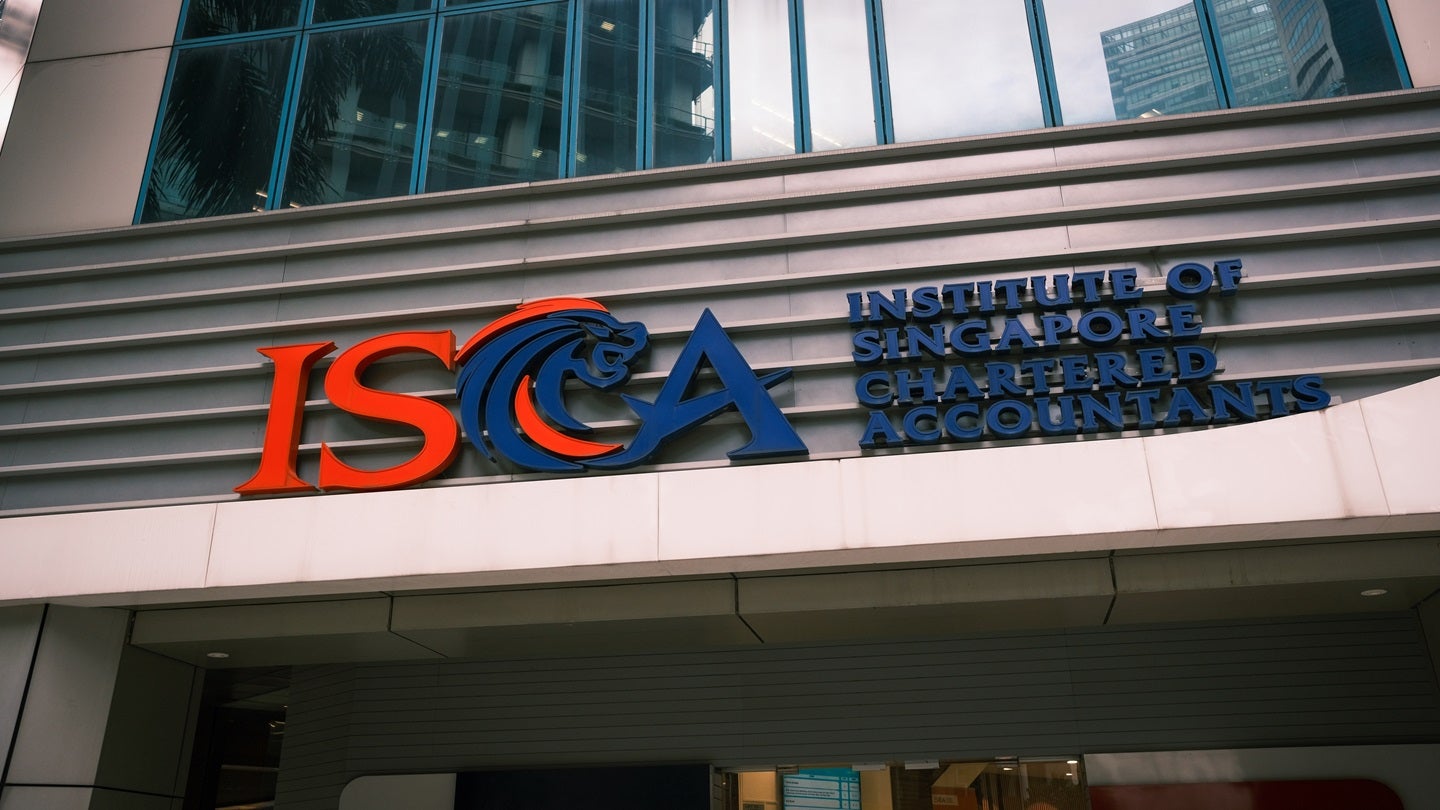 ISCA
INSTITUTE OF
SINGAPORE
CHARTERED
ACCOUNTANTS